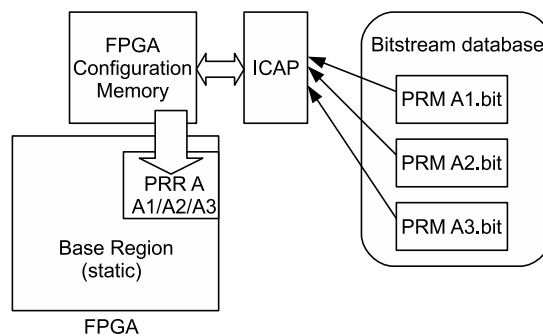 FPGA
Configuration
Memory
ICAP
Bitstream database
PRM A1.bit
PRM A2.bit
PRM A3.bit
PRR A
A1/A2/A3
Base Region
(static)
FPGA